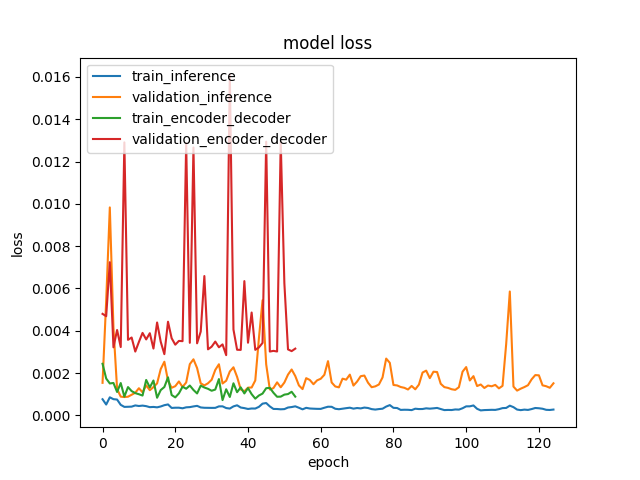 model loss
train_inference
validation_inference
train_encoder_decoder
validation_encoder_decoder
0.016
0.014
0.012
0.010
0.008
0.006
0.004
0.002
0.000
loss
0 20 40 60 80 100 120
epoch